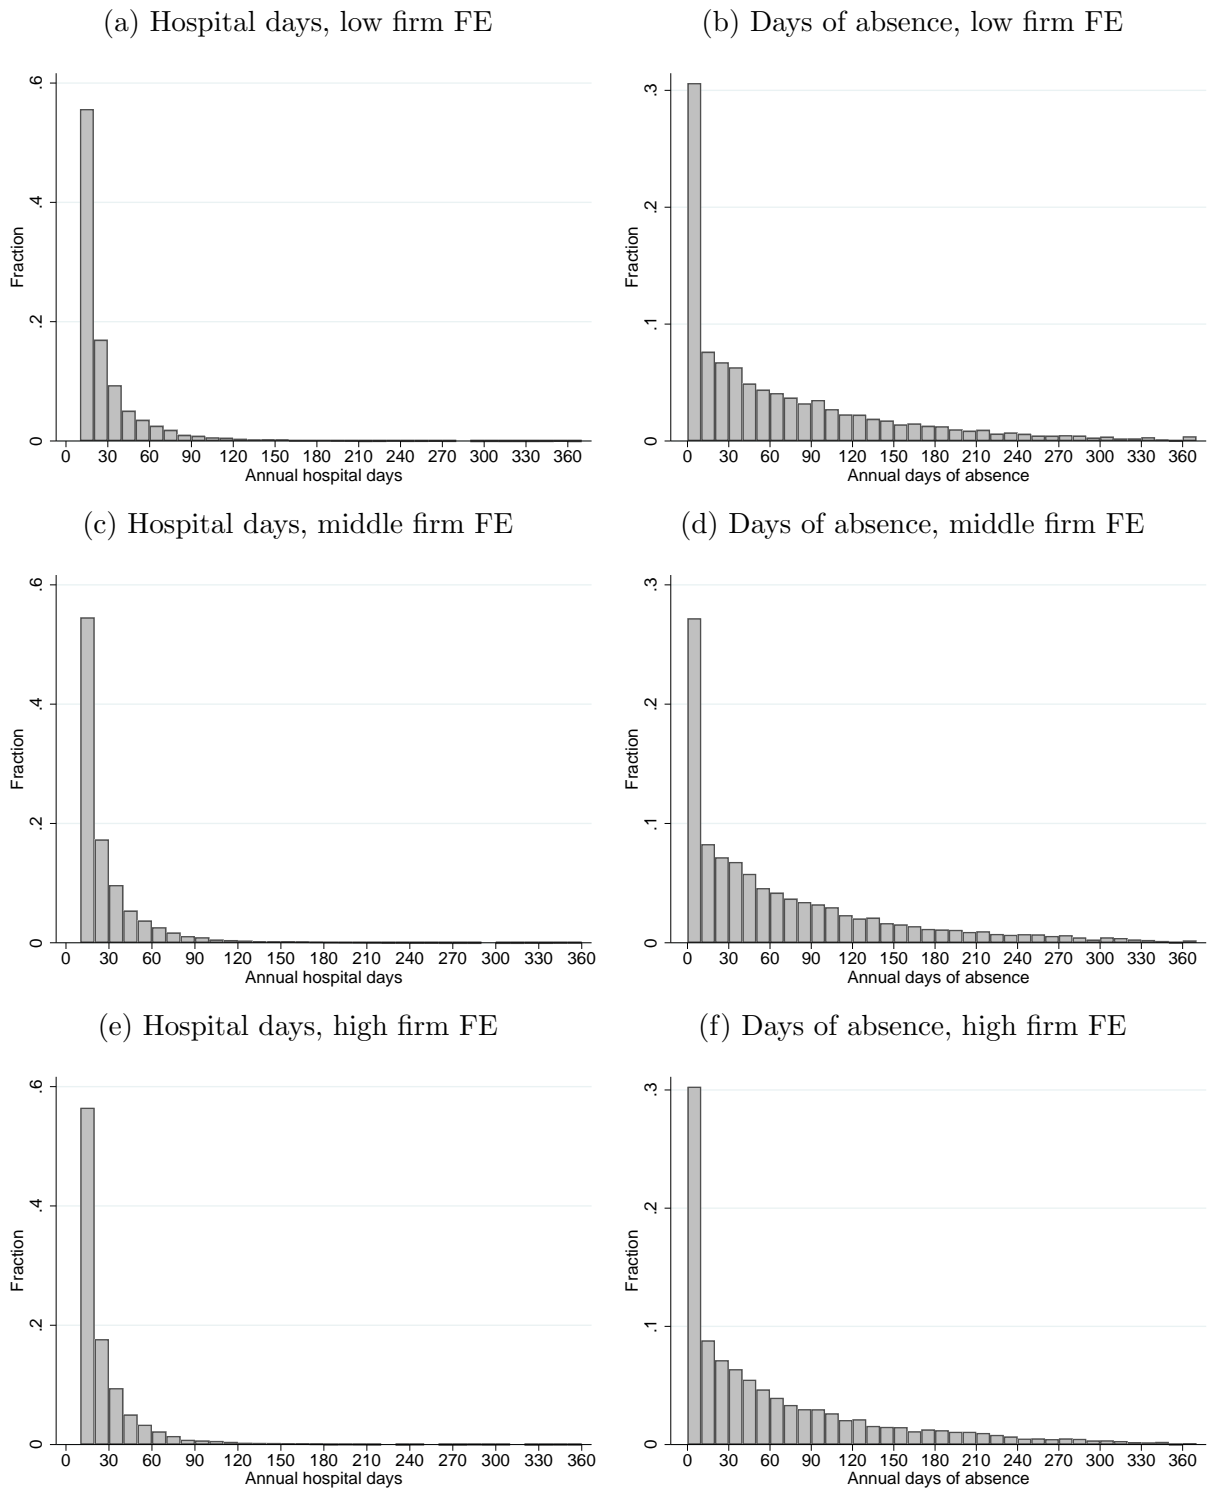 (a) Hospital days, low firm FE
.6
.4
.2
0
Fraction
0 30 60 90 120 150 180 210 240 270 300 330 360
Annual hospital days
(b) Days of absence, low firm FE
.3
.2
.1
0
Fraction
0 30 60 90 120 150 180 210 240 270 300 330 360
Annual days of absence
(c) Hospital days, middle firm FE
.6
.4
.2
0
Fraction
0 30 60 90 120 150 180 210 240 270 300 330 360
Annual hospital days
(d) Days of absence, middle firm FE
.3
.2
.1
0
Fraction
0 30 60 90 120 150 180 210 240 270 300 330 360
Annual days of absence
(e) Hospital days, high firm FE
.6
.4
.2
0
Fraction
0 30 60 90 120 150 180 210 240 270 300 330 360
Annual hospital days
(f) Days of absence, high firm FE
.3
.2
.1
0
Fraction
0 30 60 90 120 150 180 210 240 270 300 330 360
Annual days of absence